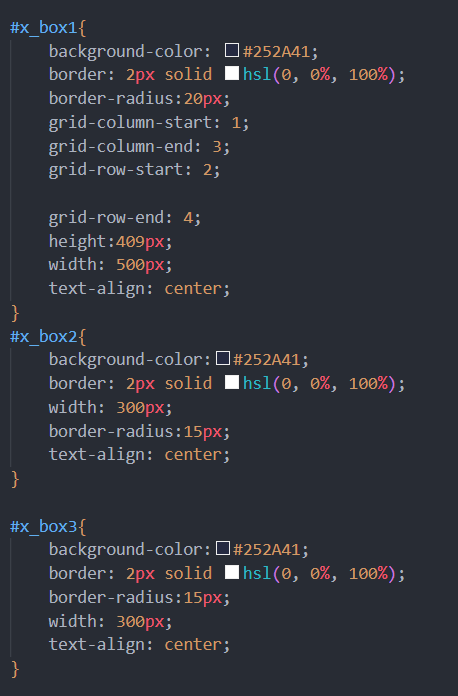 #x_box1{
    background-color: #252A41;
    border: 2px solid hsl(0, 0%, 100%);
    border-radius:20px;
    grid-column-start: 1;
    grid-column-end: 3;
    grid-row-start: 2;

    grid-row-end: 4;
    height:409px;
    width: 500px;
    text-align: center;
}
#x_box2{
    background-color:#252A41;
    border: 2px solid hsl(0, 0%, 100%);
    width: 300px;
    border-radius:15px;
    text-align: center;
}

#x_box3{
    background-color:#252A41;
    border: 2px solid hsl(0, 0%, 100%);
    border-radius:15px;
    width: 300px;
    text-align: center;
}